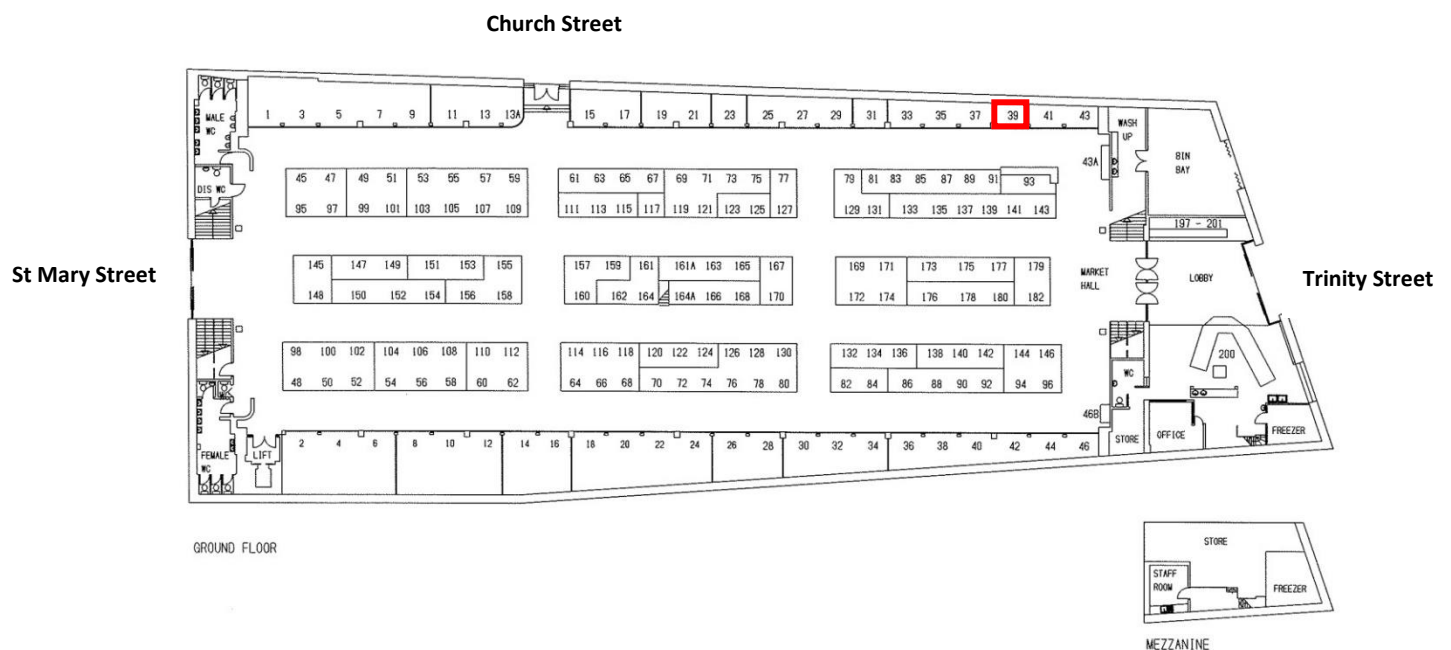 Church Street
1 3 5 7 9 11 13 13A 15 17 19 21 23 25 27 29 31 33 35 37 39 41 43
MALE
WC
WASH
UP
43A
BIN
BAY
DIS WC
45 47 49 51 53 55 57 59 61 63 65 67 69 71 73 75 77 79 81 83 85 87 89 91 93
95 97 99 101 103 105 107 109 111 113 115 117 119 121 123 125 127 129 131 133 135 137 139 141 143
197 - 201
St Mary Street
145 147 149 151 153 155 157 159 161 161A 163 165 167 169 171 173 175 177 179
148 150 152 154 156 158 160 162 164 164A 166 168 170 172 174 176 178 180 182
MARKET
HALL
LOBBY
Trinity Street
98 100 102 104 106 108 110 112 114 116 118 120 122 124 126 128 130 132 134 136 138 140 142 144 146
48 50 52 54 56 58 60 62 64 66 68 70 72 74 76 78 80 82 84 86 88 90 92 94 96
200
WC
46B
2 4 6 8 10 12 14 16 18 20 22 24 26 28 30 32 34 36 38 40 42 44 46
FEMALE
WC
LIFT
STORE
OFFICE
FREEZER
GROUND FLOOR
STORE
STAFF
ROOM
FREEZER
MEZZANINE